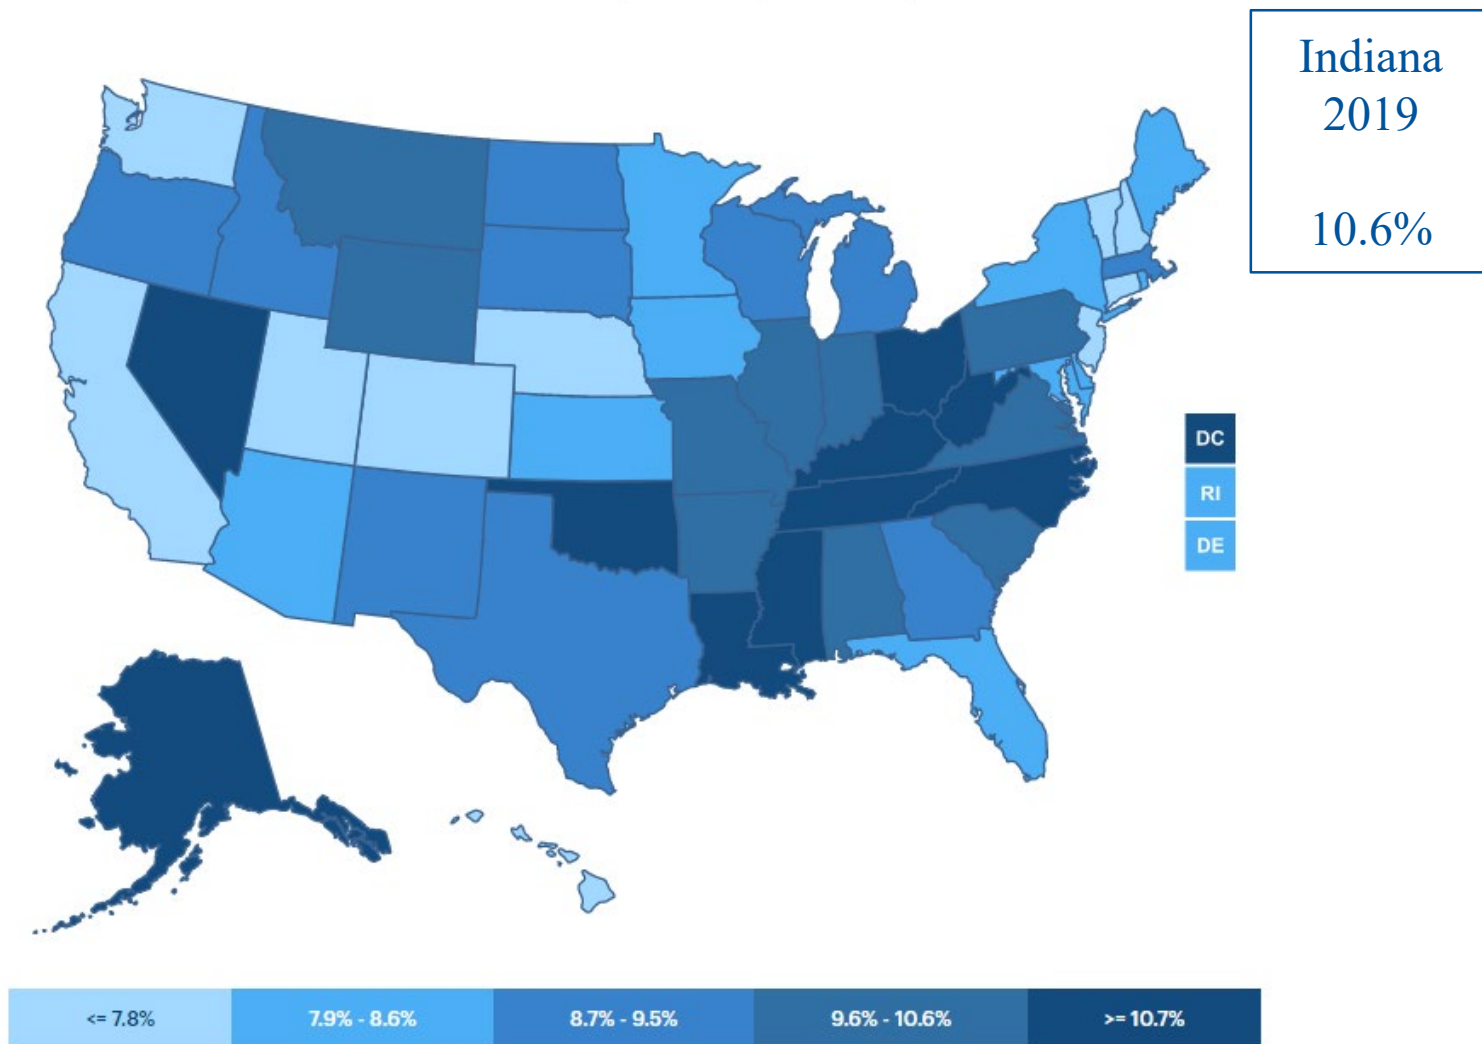 Indiana
2019
10.6%
DC
RI
DE
<= 7.8%
7.9% - 8.6%
8.7% - 9.5%
9.6% - 10.6%
>= 10.7%